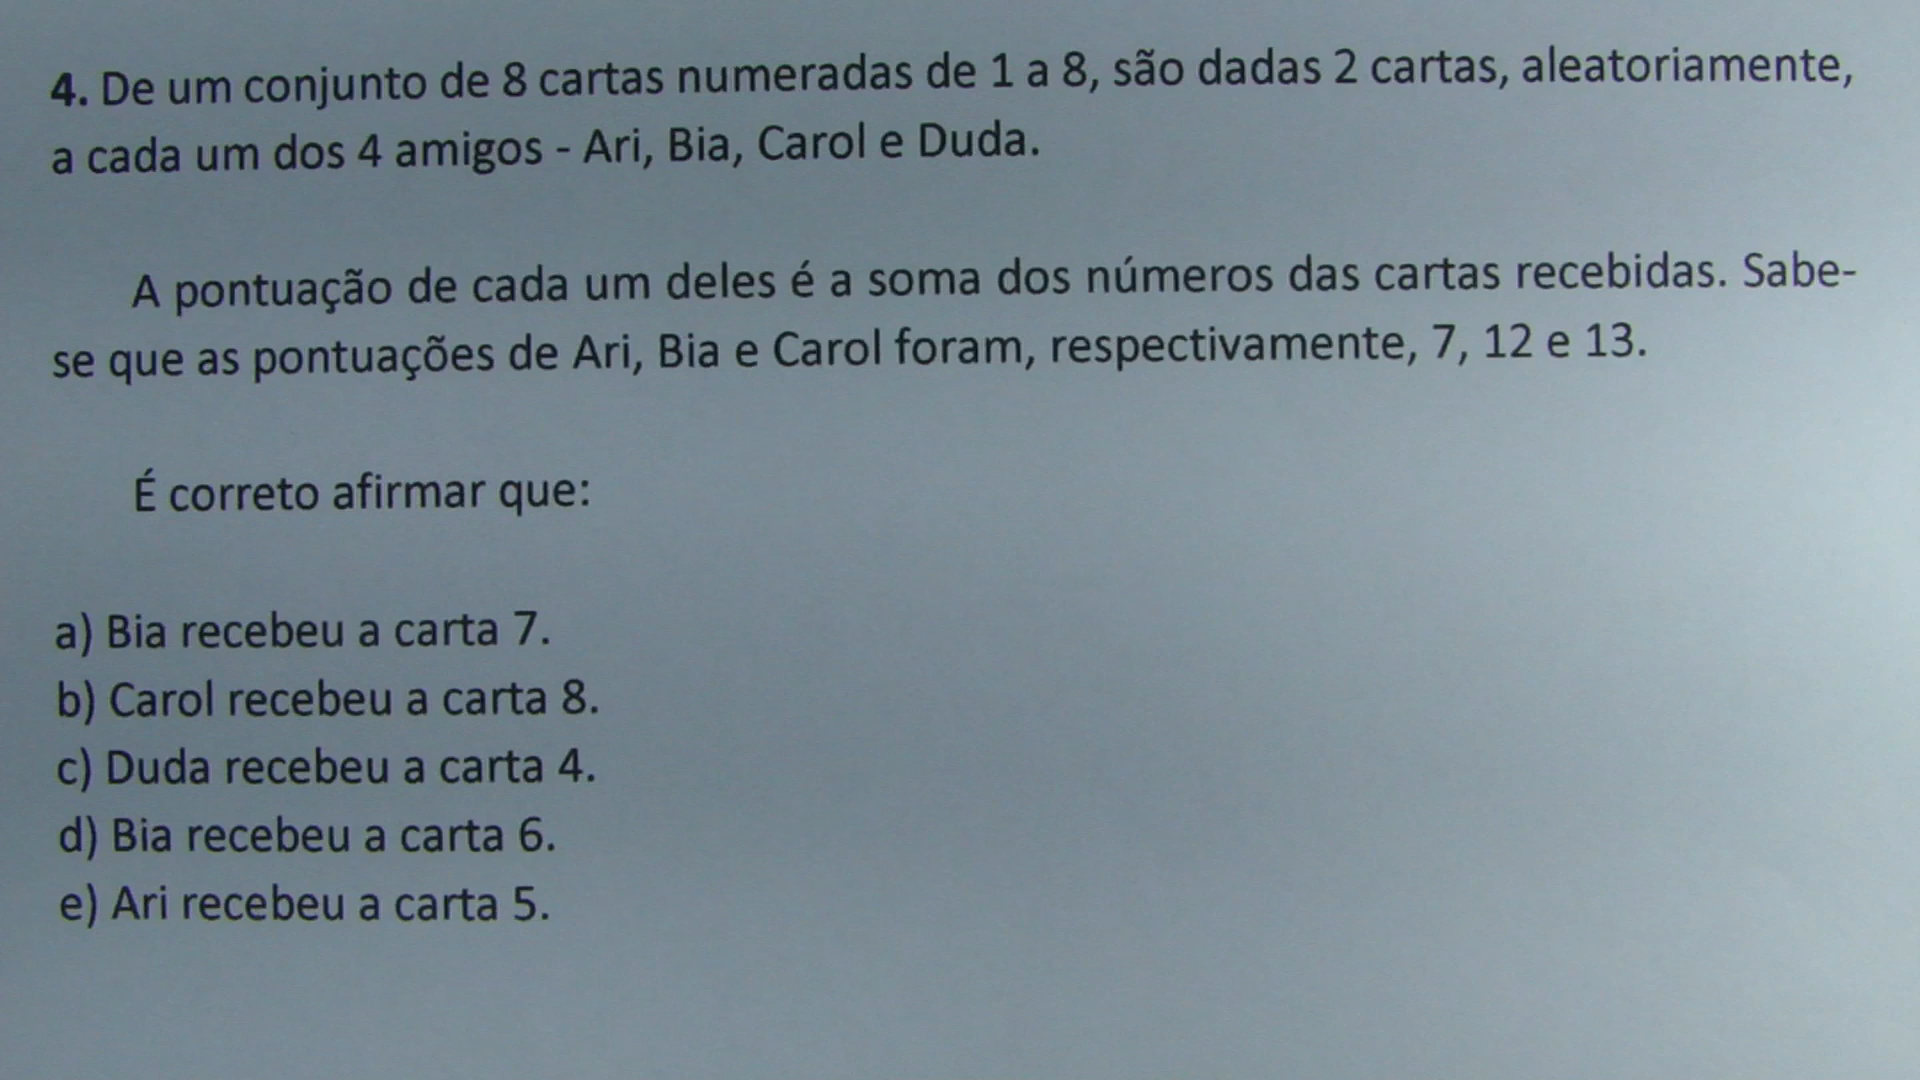 4. De um conjunto de 8 cartas numeradas de 1 a 8, são dadas 2 cartas, aleatoriamente,
a cada um dos 4 amigos - Ari, Bia, Carol e Duda.
A pontuação de cada um deles é a soma dos números das cartas recebidas. Sabe-
se que as pontuações de Ari, Bia e Carol foram, respectivamente, 7, 12 e 13.
É correto afirmar que:
a) Bia recebeu a carta 7.
b) Carol recebeu a carta 8.
c) Duda recebeu a carta 4.
d) Bia recebeu a carta 6.
e) Ari recebeu a carta 5.